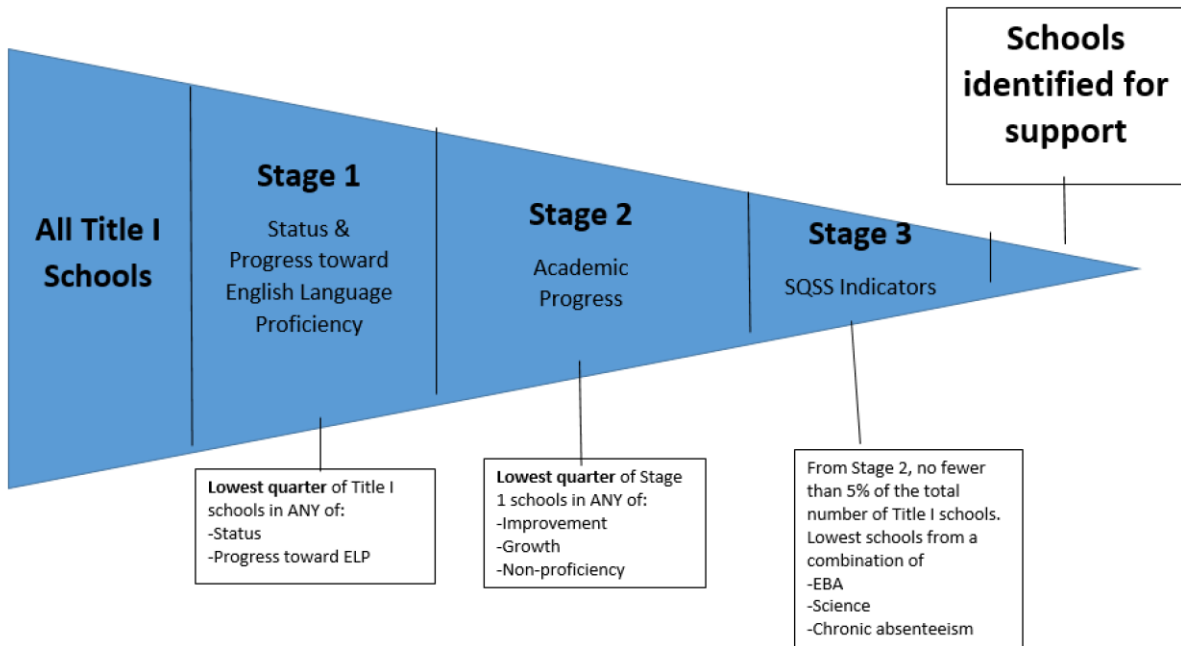 All Title I
Schools
Stage 1
Status &
Progress toward
English Language
Proficiency
Lowest quarter of Title I
schools in ANY of:
-Status
-Progress toward ELP
Stage 2
Academic
Progress
Lowest quarter of Stage
1 schools in ANY of:
-Improvement
-Growth
-Non-proficiency
Stage 3
SQSS Indicators
From Stage 2, no fewer
than 5% of the total
number of Title I schools.
Lowest schools from a
combination of
-EBA
-Science
-Chronic absenteeism
Schools
identified for
support